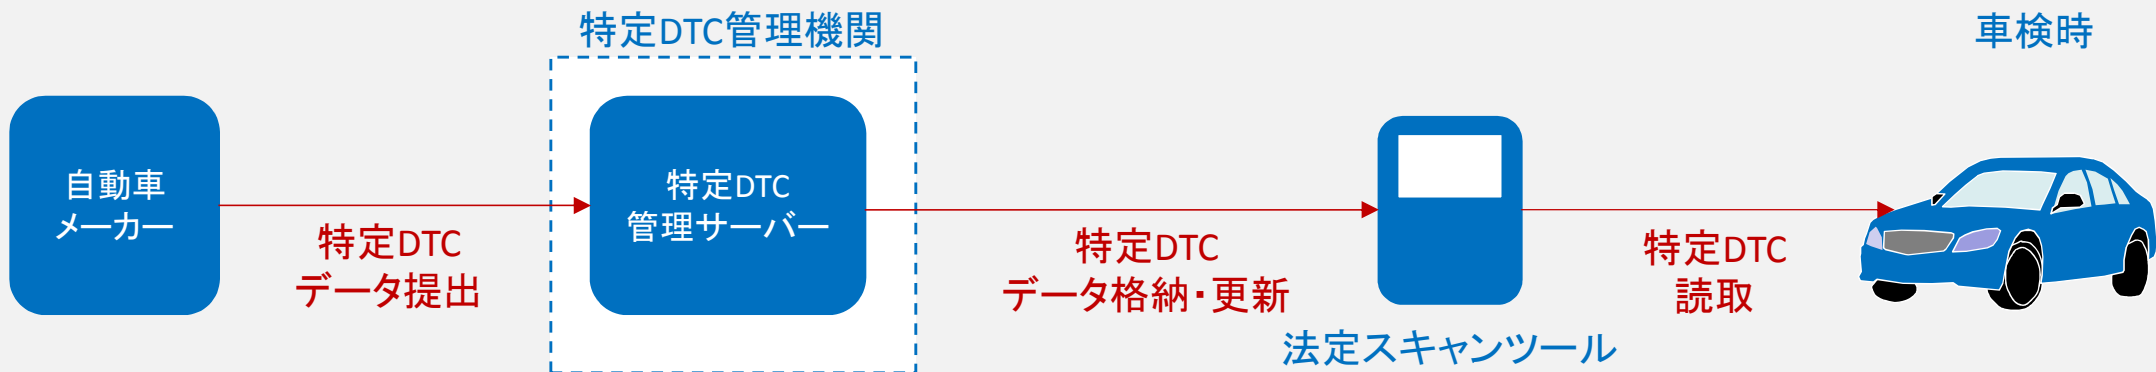 特定DTC管理機関
車検時
自動車
メーカー
特定DTC
データ提出
特定DTC
管理サーバー
特定DTC
データ格納・更新
法定スキャンツール
特定DTC
読取